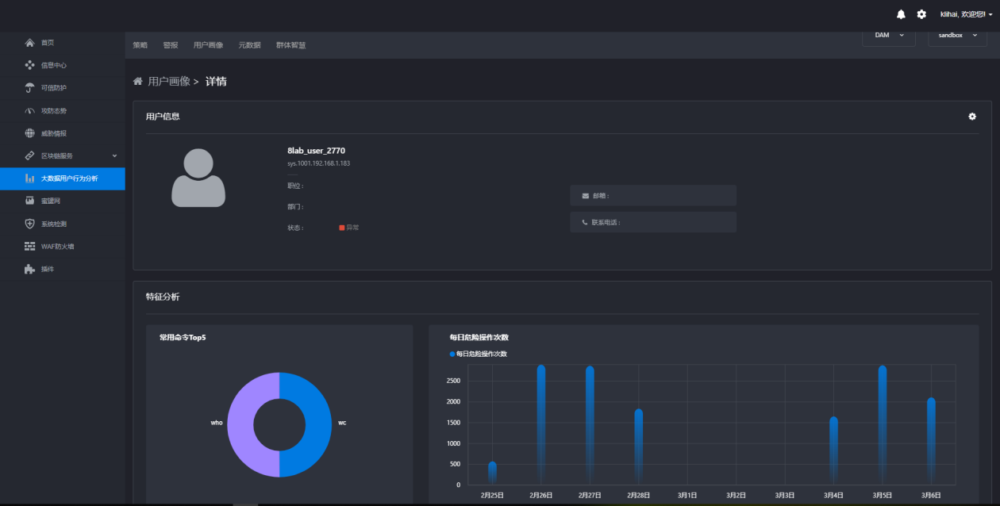 klihai, 欢迎您!
首页
信息中心
可信防护
攻防态势
威胁情报
区块链服务
大数据用户行为分析
蜜罐网
系统检测
WAF防火墙
插件
策略 警报 用户画像 元数据 群体智慧
DAM sandbox
用户画像 > 详情
用户信息
8lab_user_2770
sys.1001.192.168.1.183
职位 :
部门 :
状态 : 异常
邮箱 :
联系电话 :
特征分析
常用命令Top5
who wc
每日危险操作次数
每日危险操作次数
2500
2000
1500
1000
500
0
2月25日 2月26日 2月27日 2月28日 3月1日 3月2日 3月3日 3月4日 3月5日 3月6日